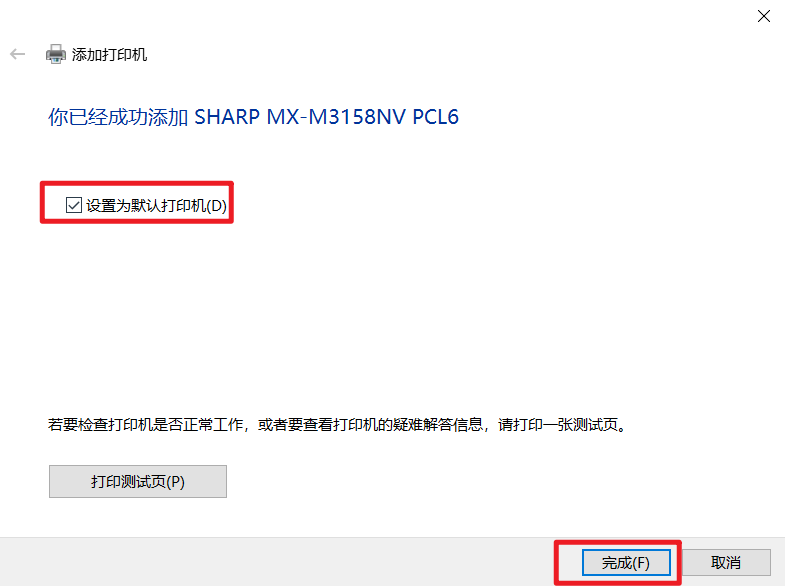 添加打印机
你已经成功添加 SHARP MX-M3158NV PCL6
设置为默认打印机(D)
若要检查打印机是否正常工作，或者要查看打印机的疑难解答信息，请打印一张测试页。
打印测试页(P)
完成(F)
取消